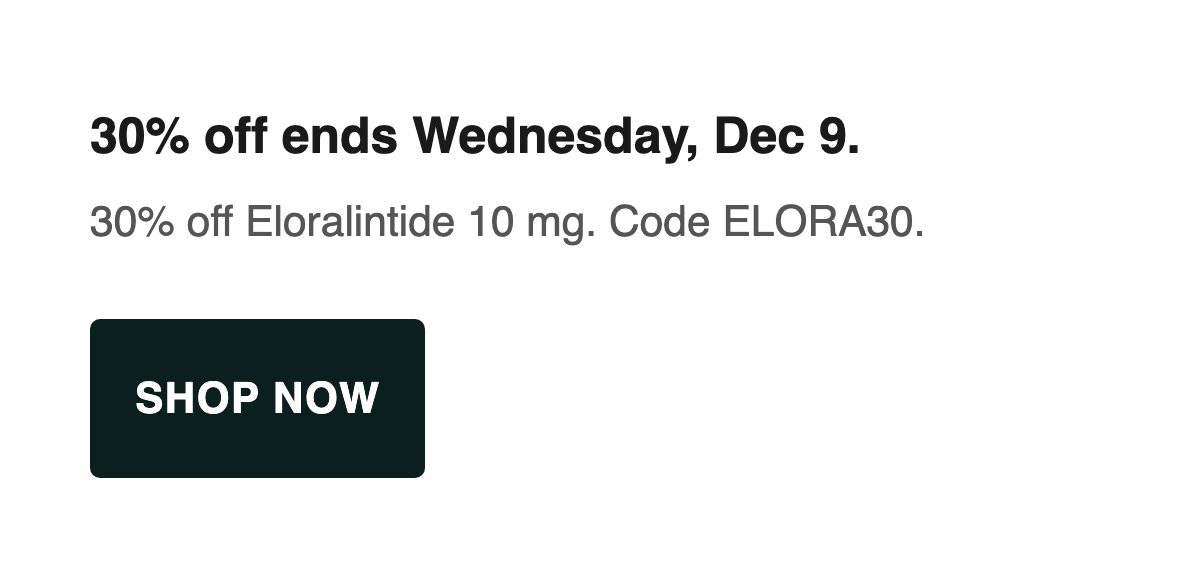 30% off ends Wednesday, Dec 9.
30% off Eloralintide 10 mg. Code ELORA30.
SHOP NOW